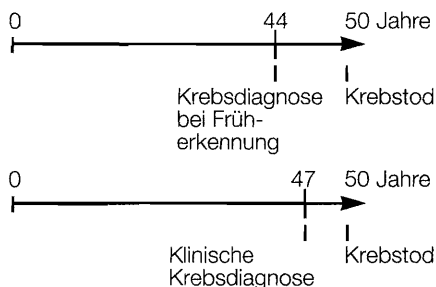 0 44 50 Jahre
Krebsdiagnose Krebstod
bei Früh-
erkennung
0 47 50 Jahre
Klinische Krebstod
Krebsdiagnose